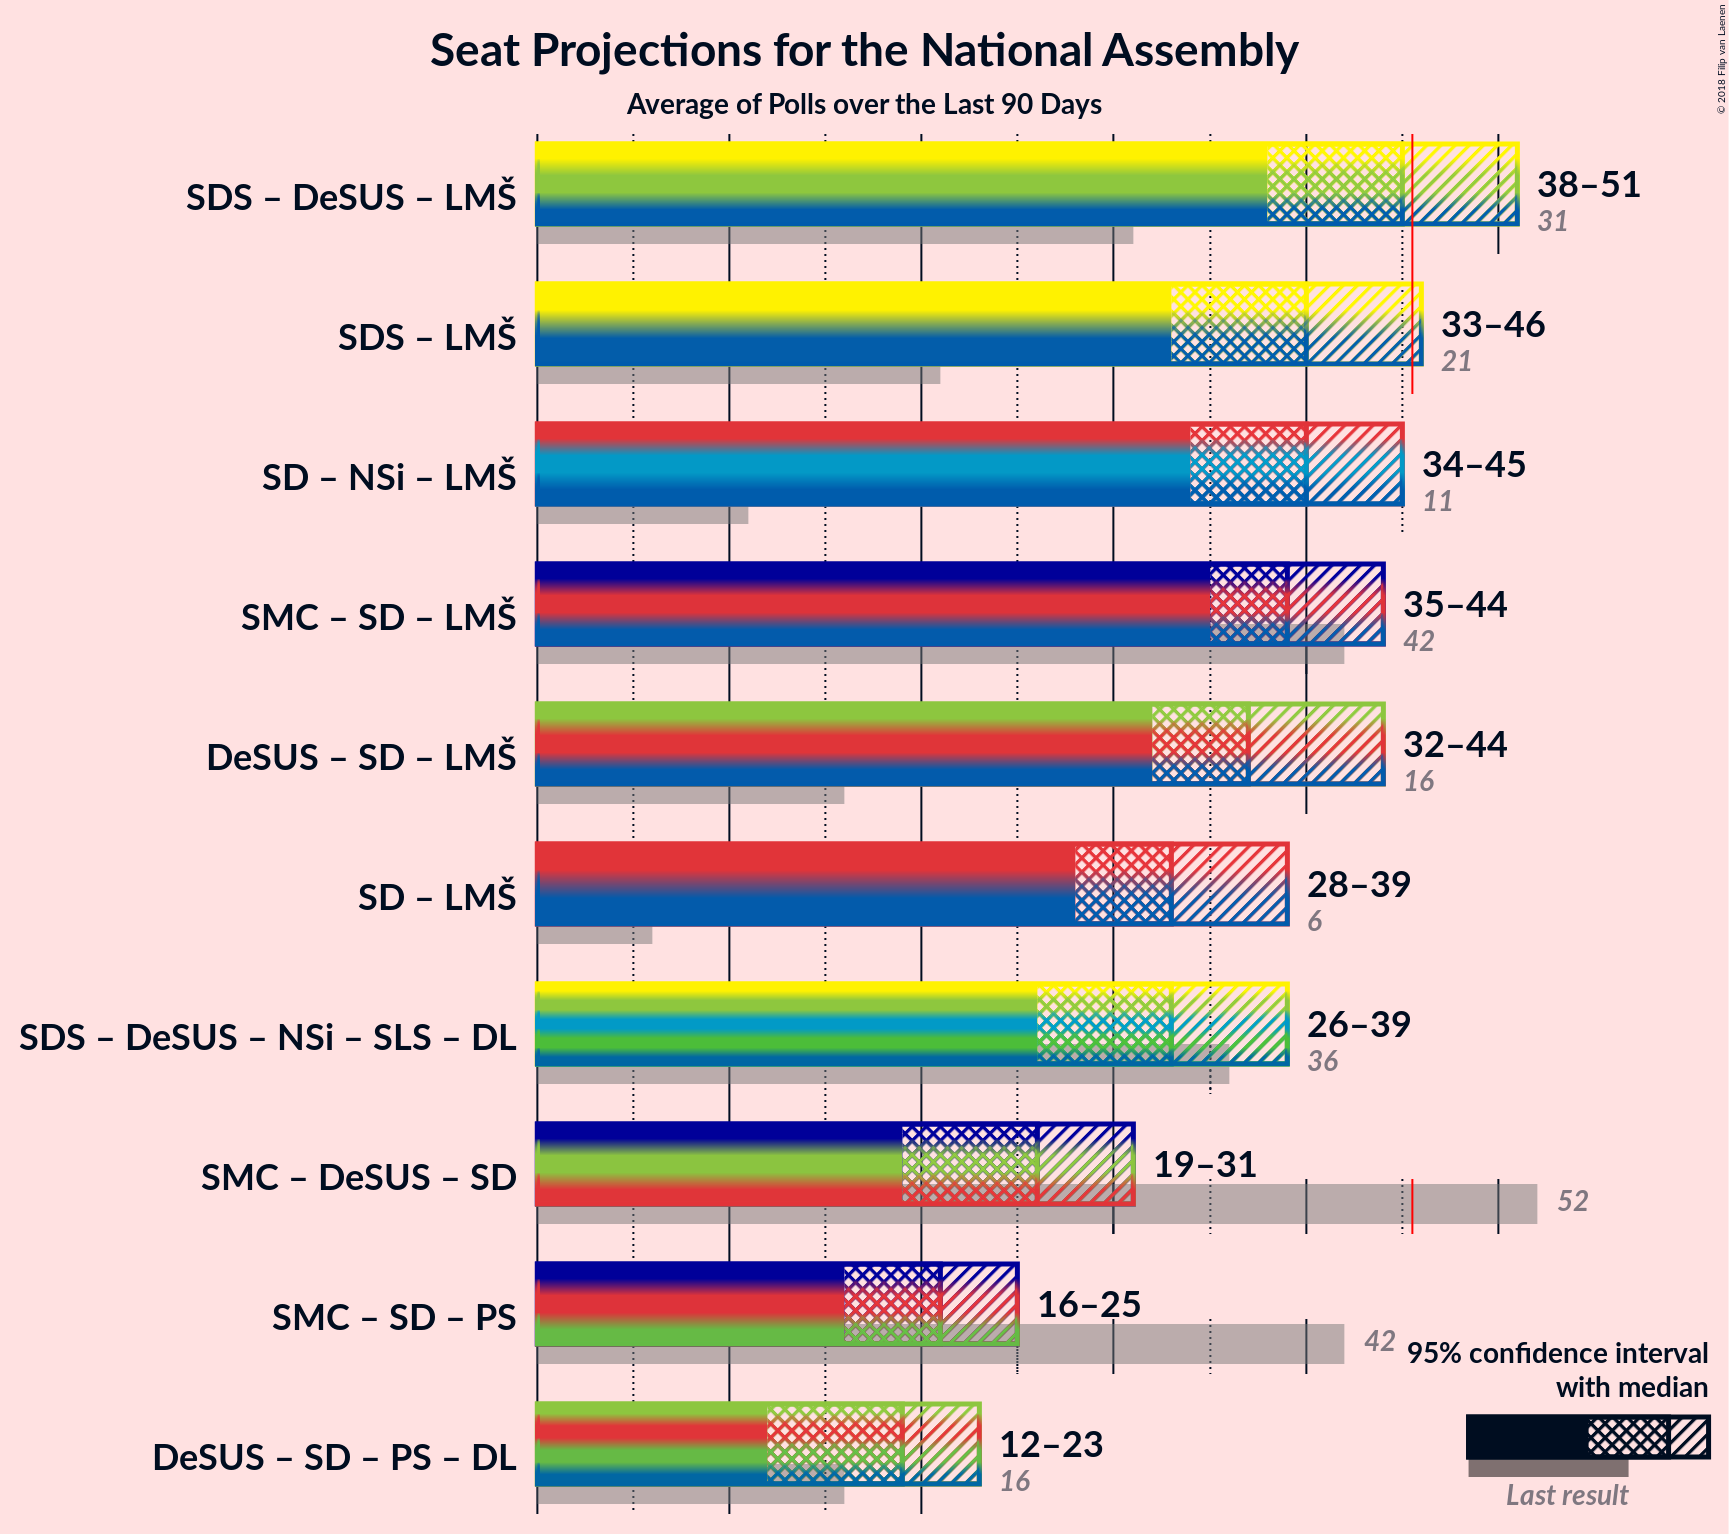 Seat Projections for the National Assembly
Average of Polls over the Last 90 Days
© 2018 Filip van Laenen
SDS – DeSUS – LMŠ
38–51
31
SDS – LMŠ
33–46
21
SD – NSi – LMŠ
34–45
11
SMC – SD – LMŠ
35–44
42
DeSUS – SD – LMŠ
32–44
16
SD – LMŠ
28–39
6
SDS – DeSUS – NSi – SLS – DL
26–39
36
SMC – DeSUS – SD
19–31
52
SMC – SD – PS
16–25
42
DeSUS – SD – PS – DL
12–23
16
95% confidence interval
with median
Last result